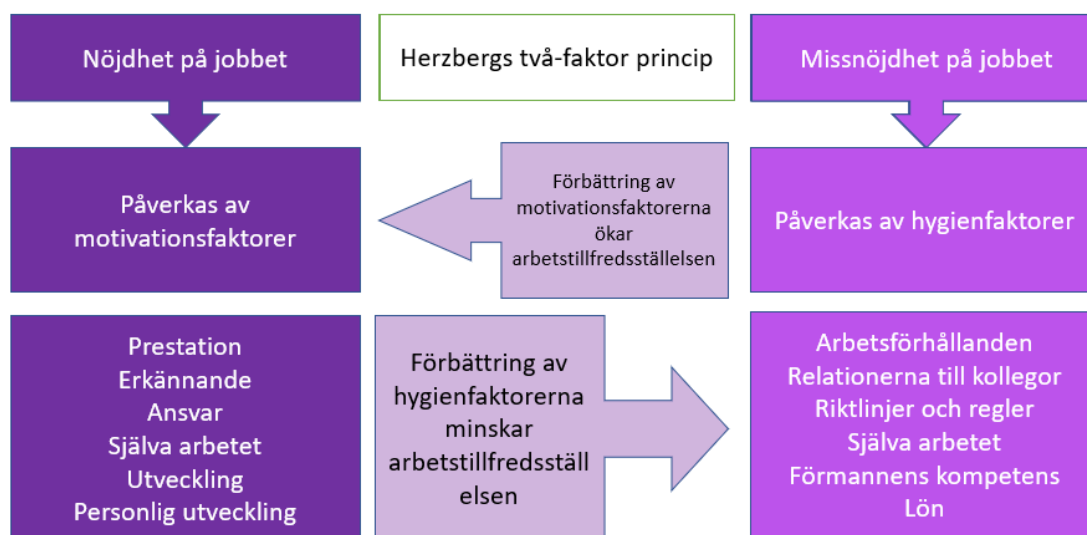 Nöjdhet på jobbet
Herzbergs två-faktor princip
Missnöjdhet på jobbet
Påverkas av
motivationsfaktorer
Förbättring av
motivationsfaktorerna
ökar
arbetstillfredsställelsen
Påverkas av hygienfaktorer
Prestation
Erkännande
Ansvar
Själva arbetet
Utveckling
Personlig utveckling
Förbättring av
hygienfaktorerna
minskar
arbetstillfredsställ
elsen
Arbetsförhållanden
Relationerna till kollegor
Riktlinjer och regler
Själva arbetet
Förmannens kompetens
Lön